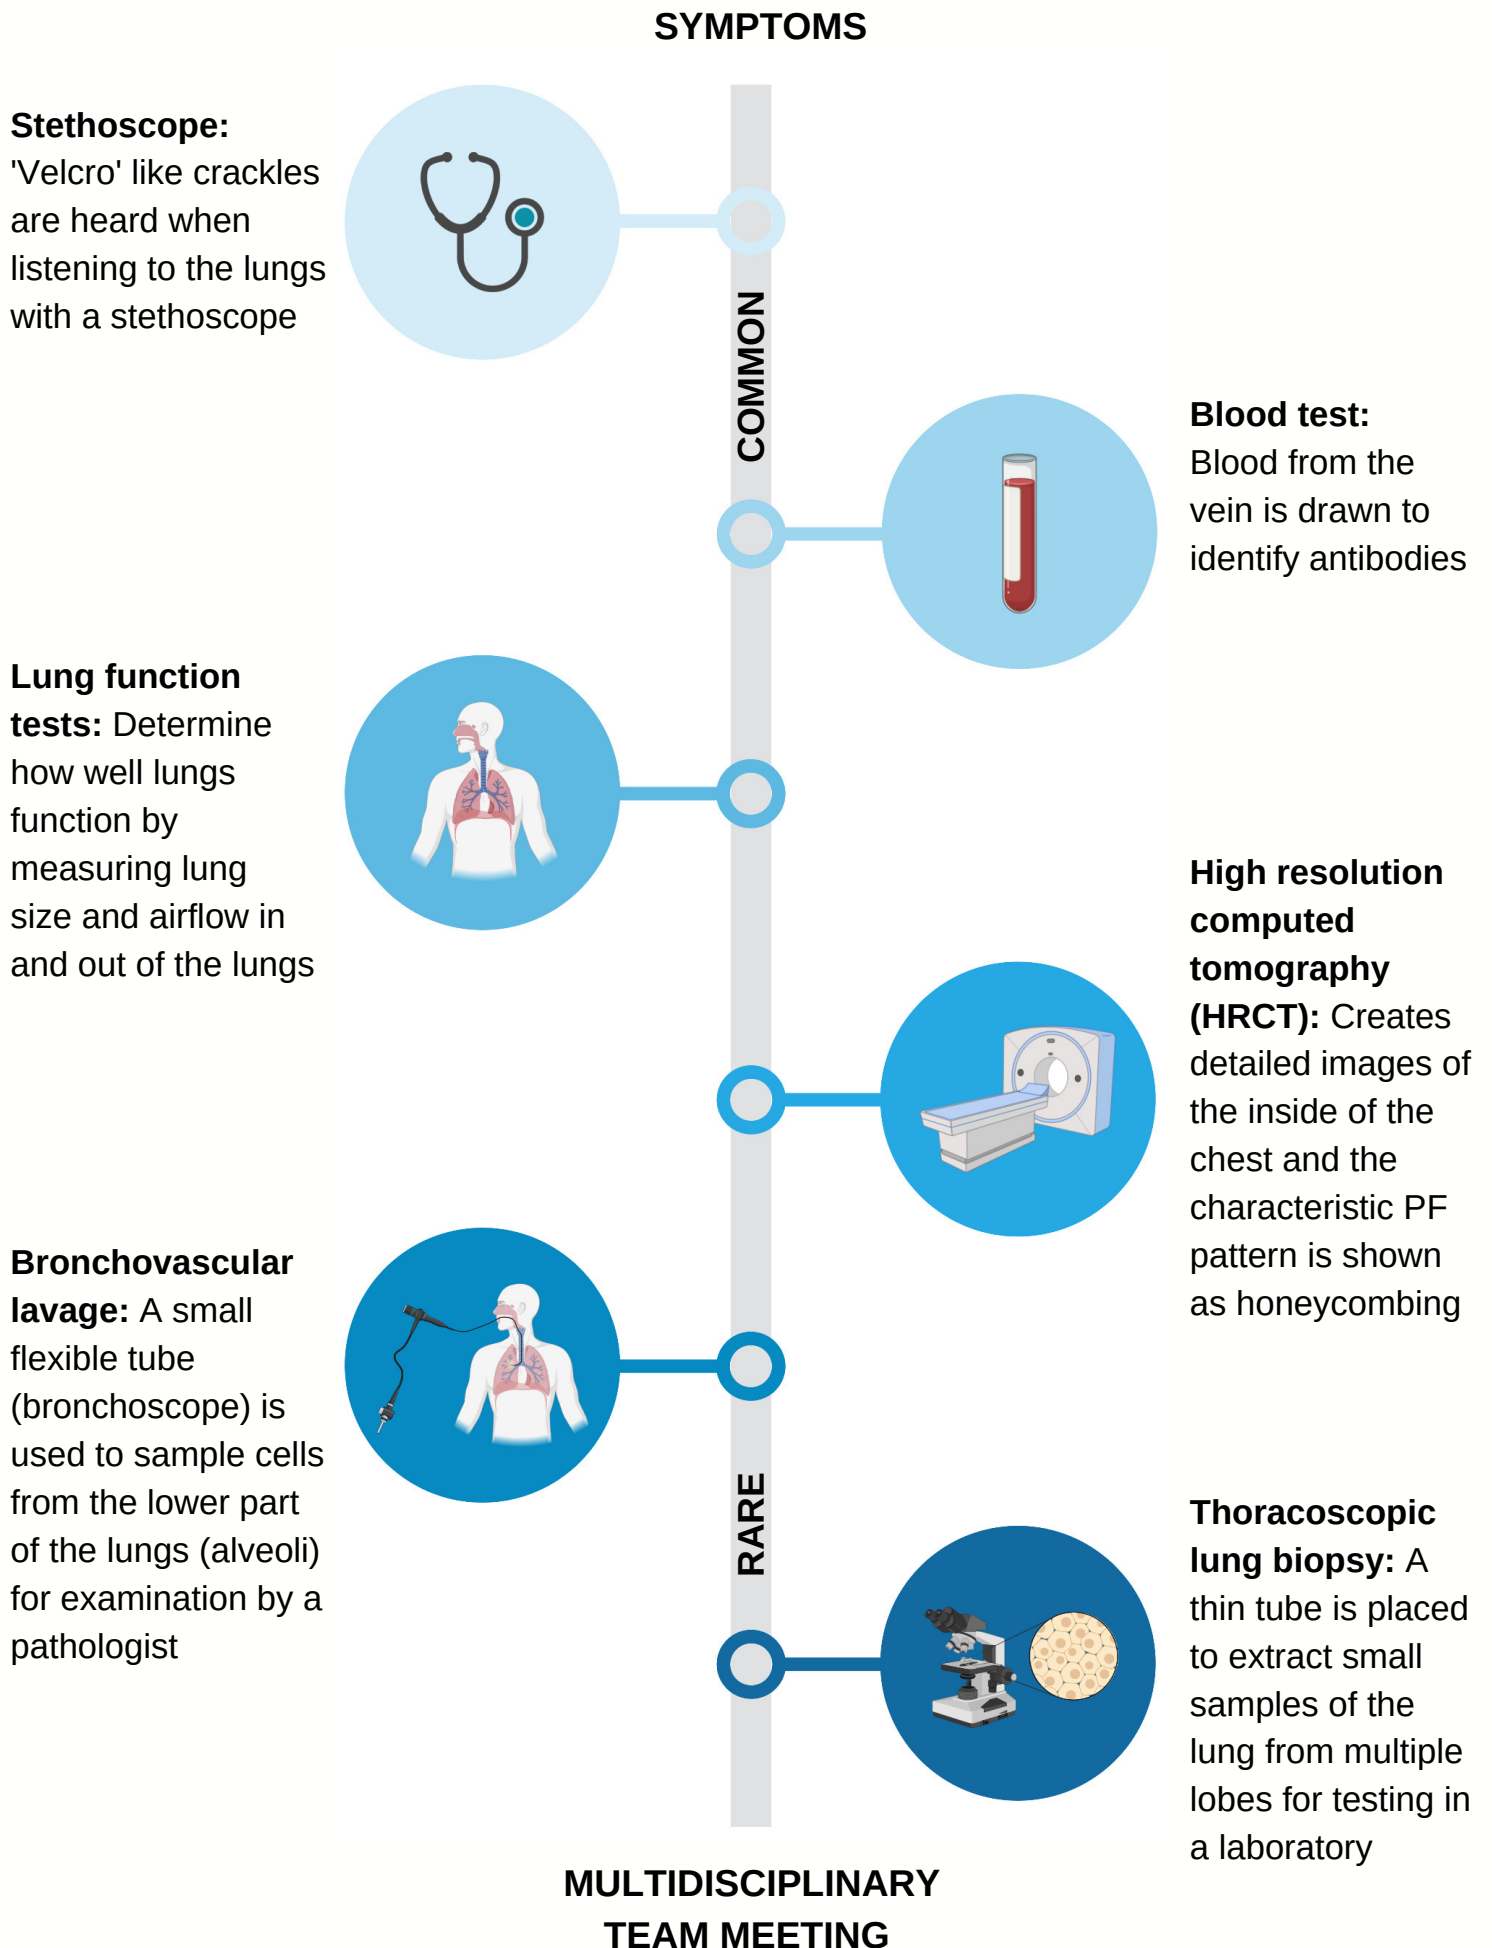 SYMPTOMS
Stethoscope:
'Velcro' like crackles
are heard when
listening to the lungs
with a stethoscope
COMMON
Blood test:
Blood from the
vein is drawn to
identify antibodies
Lung function
tests: Determine
how well lungs
function by
measuring lung
size and airflow in
and out of the lungs
High resolution
computed
tomography
(HRCT): Creates
detailed images of
the inside of the
chest and the
characteristic PF
pattern is shown
as honeycombing
Bronchovascular
lavage: A small
flexible tube
(bronchoscope) is
used to sample cells
from the lower part
of the lungs (alveoli)
for examination by a
pathologist
RARE
Thoracoscopic
lung biopsy: A
thin tube is placed
to extract small
samples of the
lung from multiple
lobes for testing in
a laboratory
MULTIDISCIPLINARY
TEAM MEETING